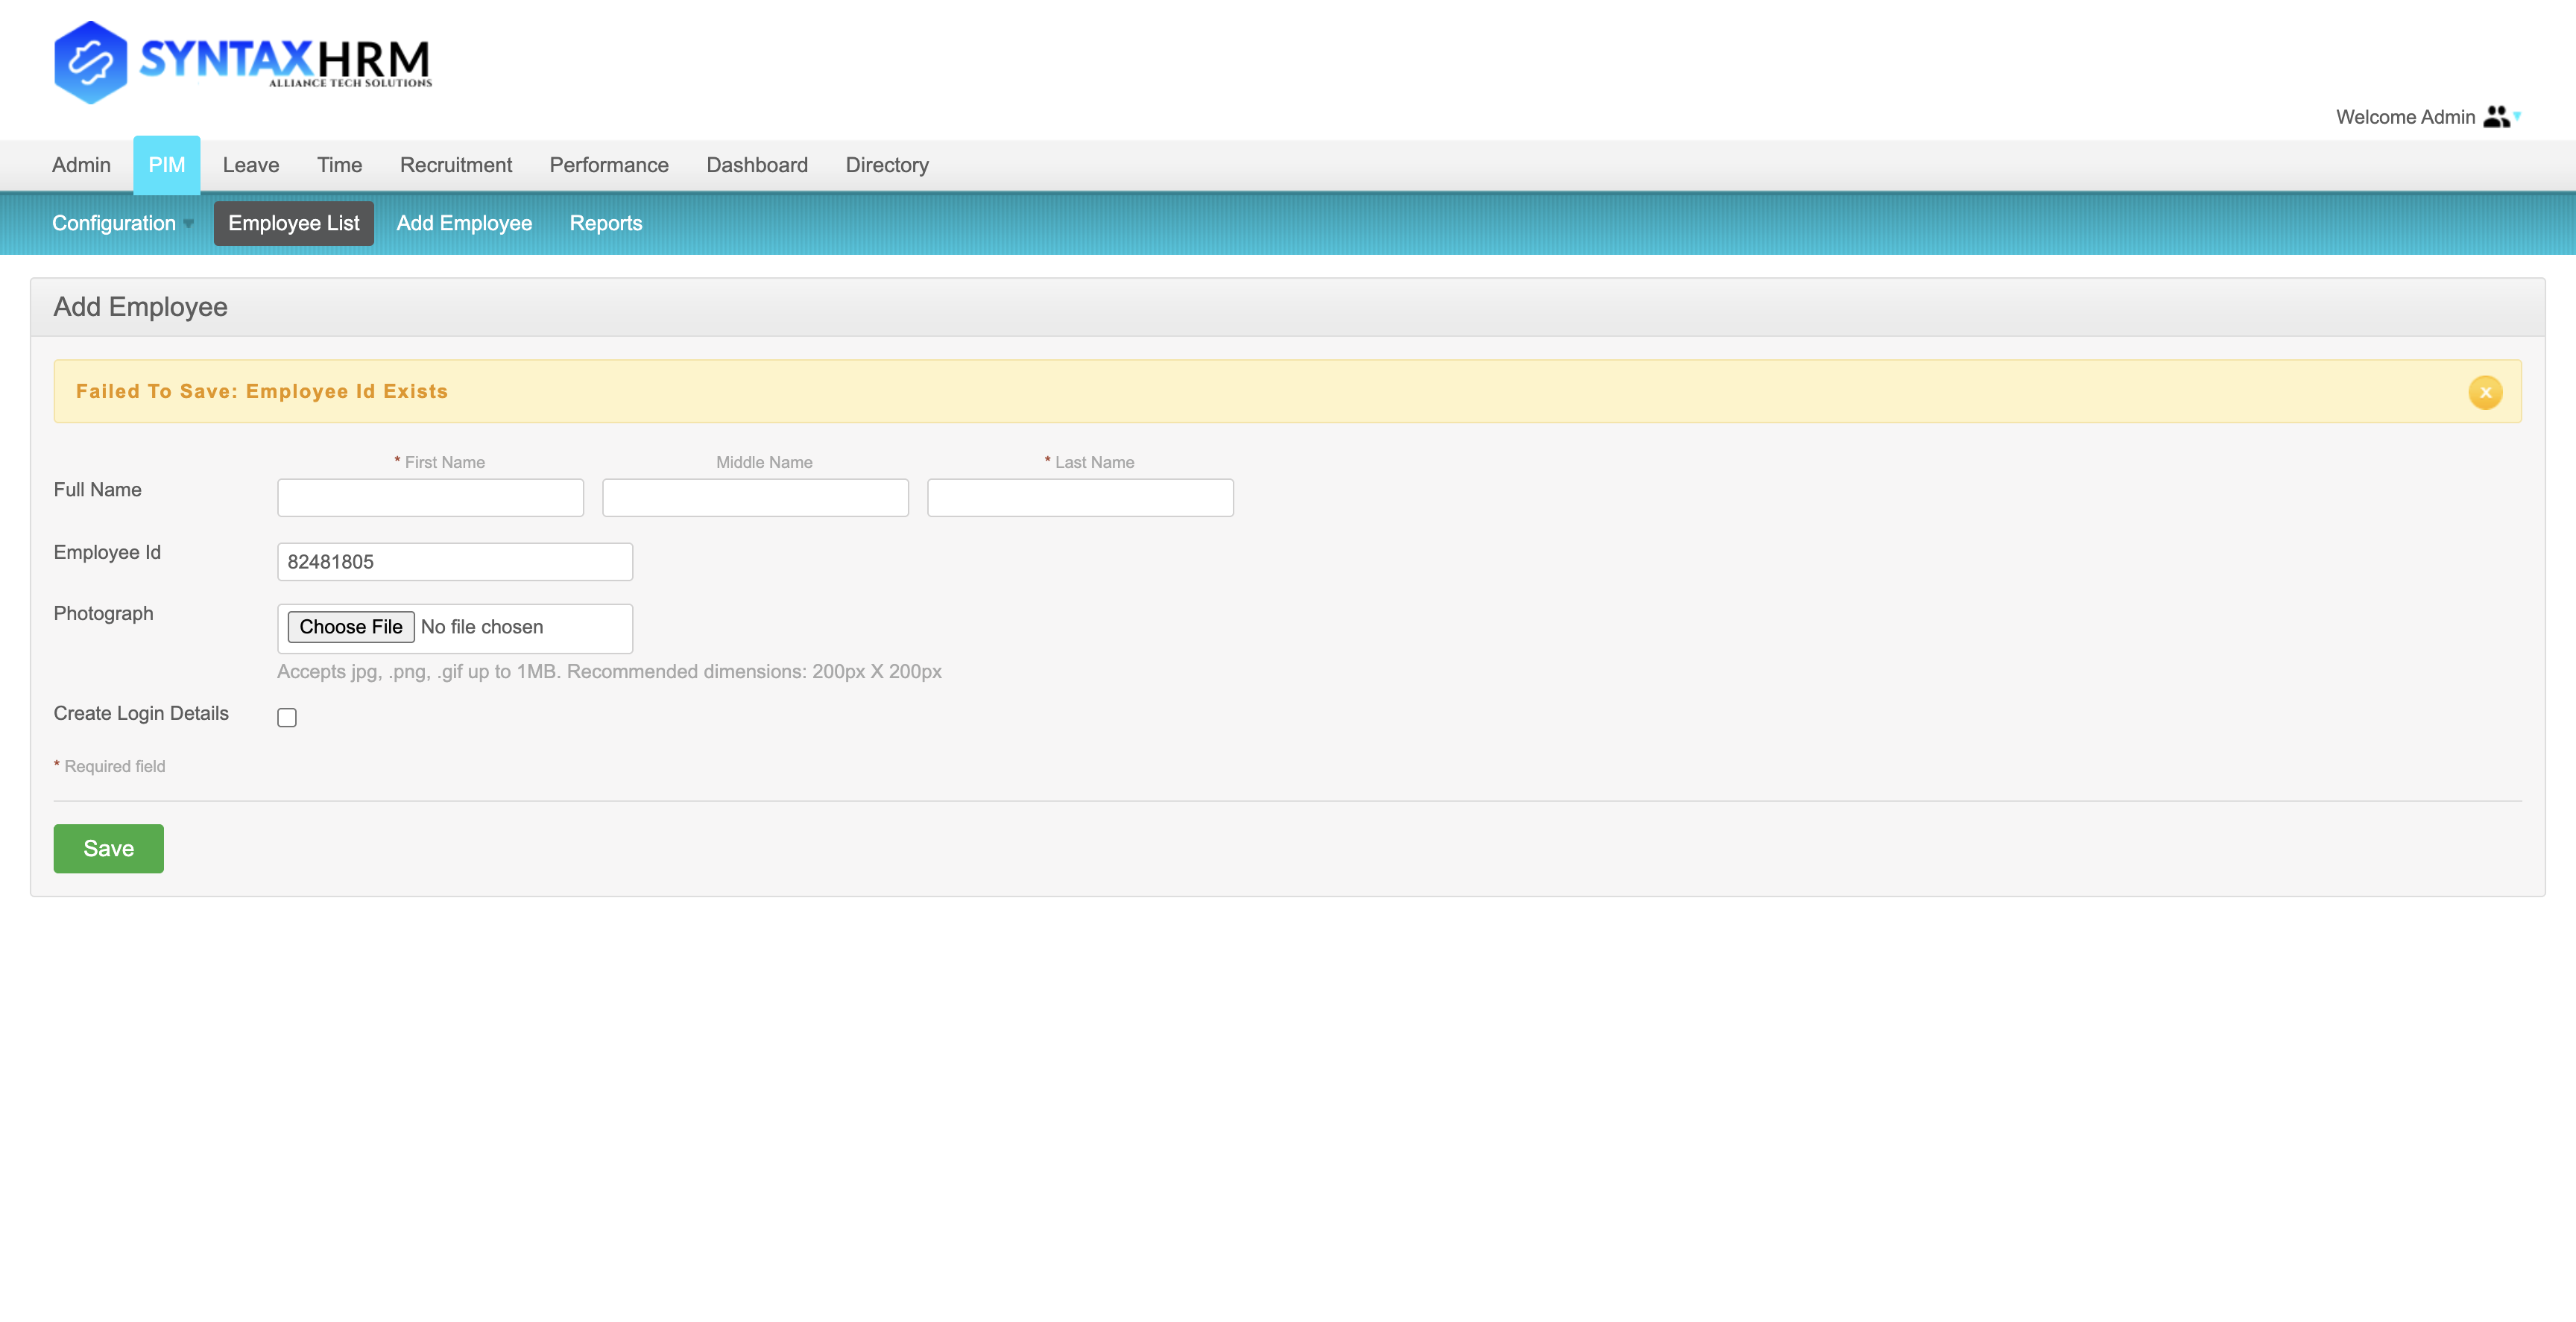 SYNTAXHRM
ALLIANCE TECH SOLUTIONS
Welcome Admin
Admin PIM Leave Time Recruitment Performance Dashboard Directory
Configuration Employee List Add Employee Reports
Add Employee
Failed To Save: Employee Id Exists
x
* First Name Middle Name * Last Name
Full Name
Employee Id 82481805
Photograph Choose File No file chosen
Accepts jpg, .png, .gif up to 1MB. Recommended dimensions: 200px X 200px
Create Login Details
* Required field
Save